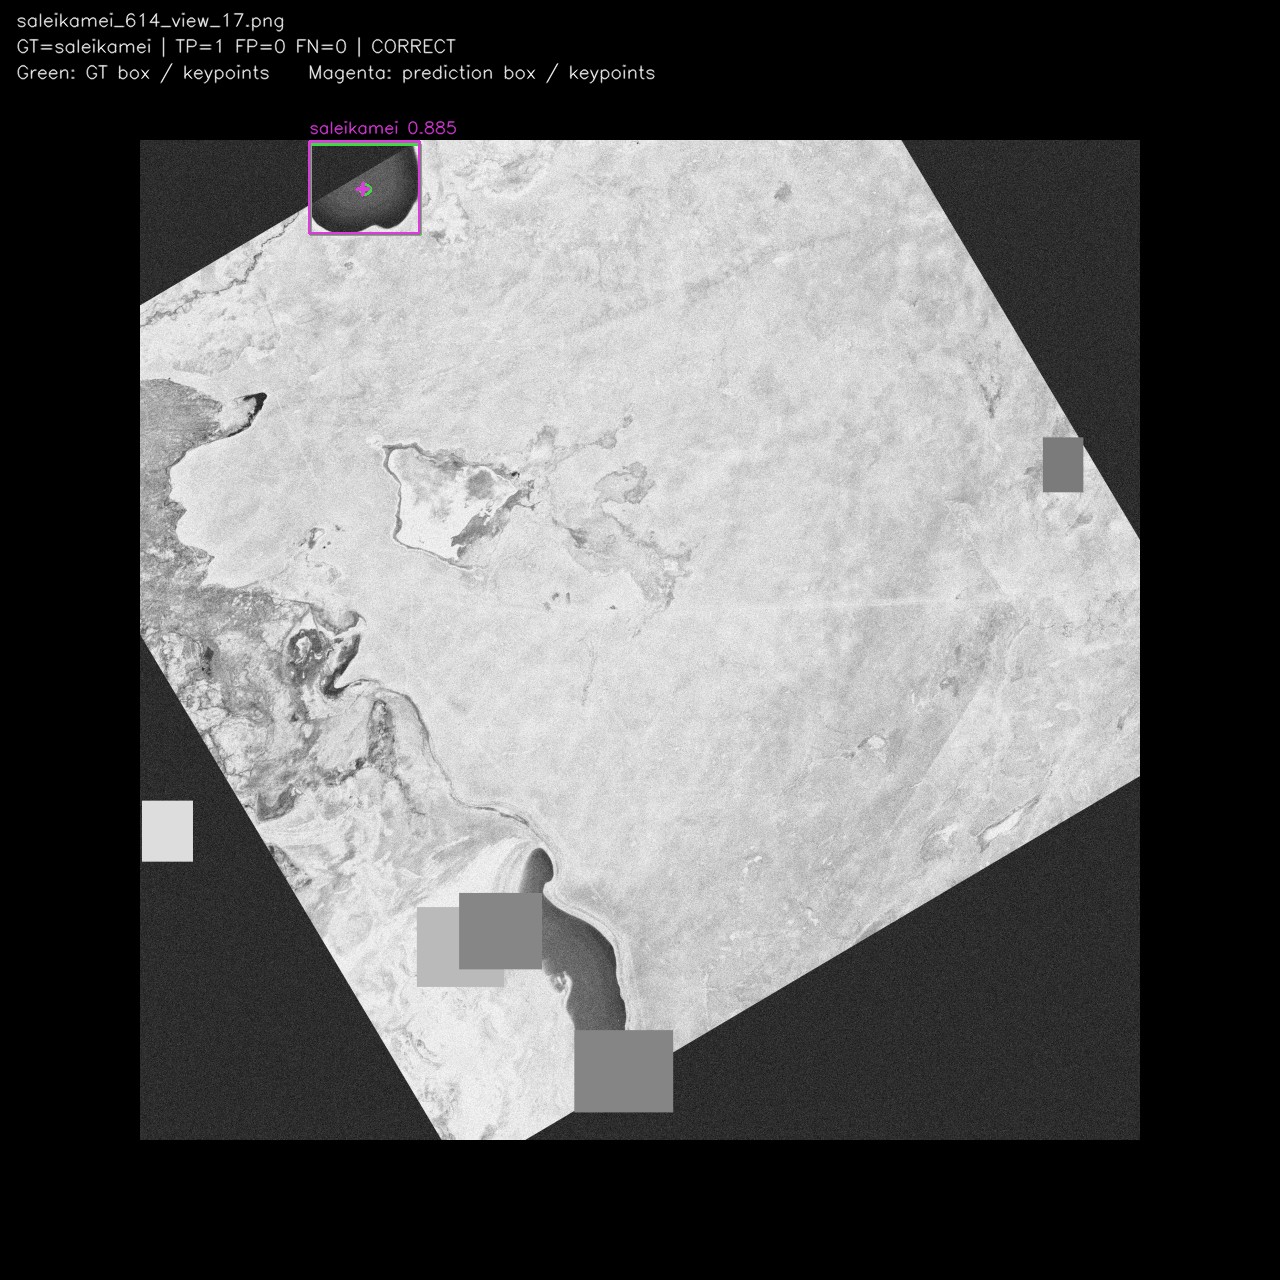 saleikamei_614_view_17.png
GT=saleikamei | TP=1 FP=0 FN=0 | CORRECT
Green: GT box / keypoints    Magenta: prediction box / keypoints
saleikamei 0.885